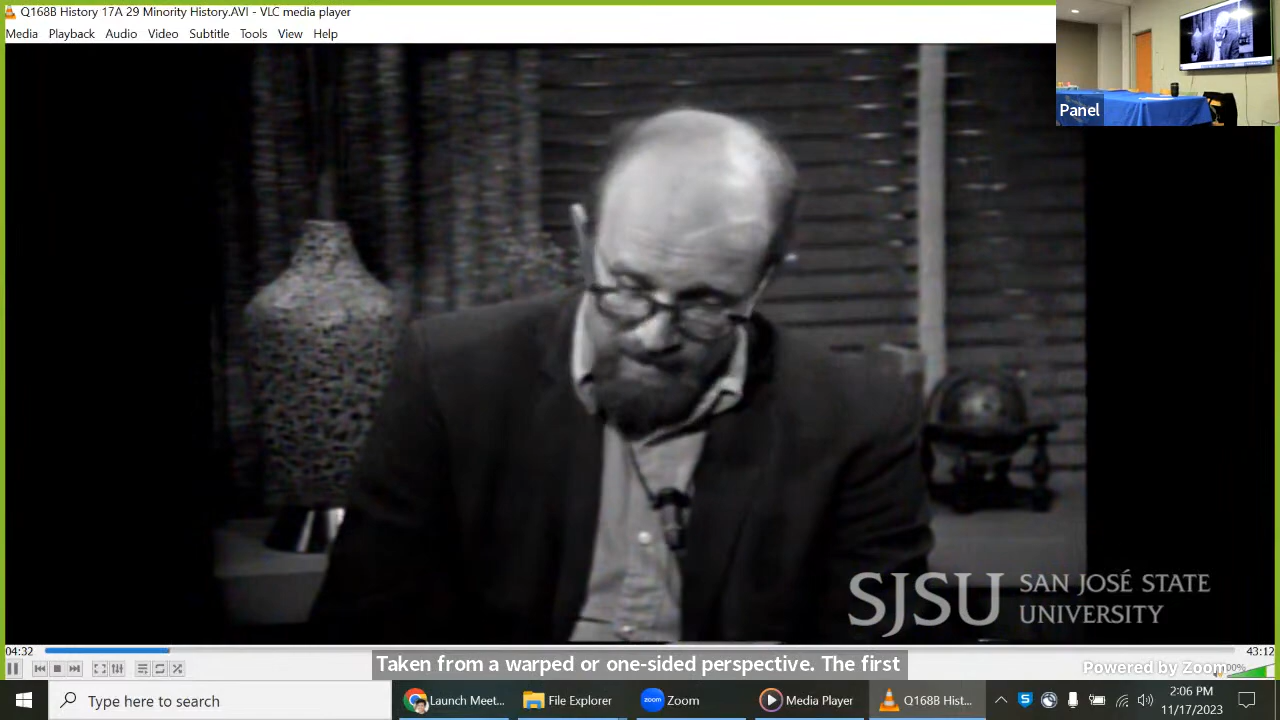 Q168B History 17A 29 Minority History.AVI - VLC media player
Media Playback Audio Video Subtitle Tools View Help
Panel
SJSU SAN JOSÉ STATE
UNIVERSITY
04:32
43:12
Taken from a warped or one-sided perspective. The first
Powered by Zoom
Type here to search
Launch Meet...
File Explorer
Zoom
Media Player
Q168B Hist...
2:06 PM
11/17/2023